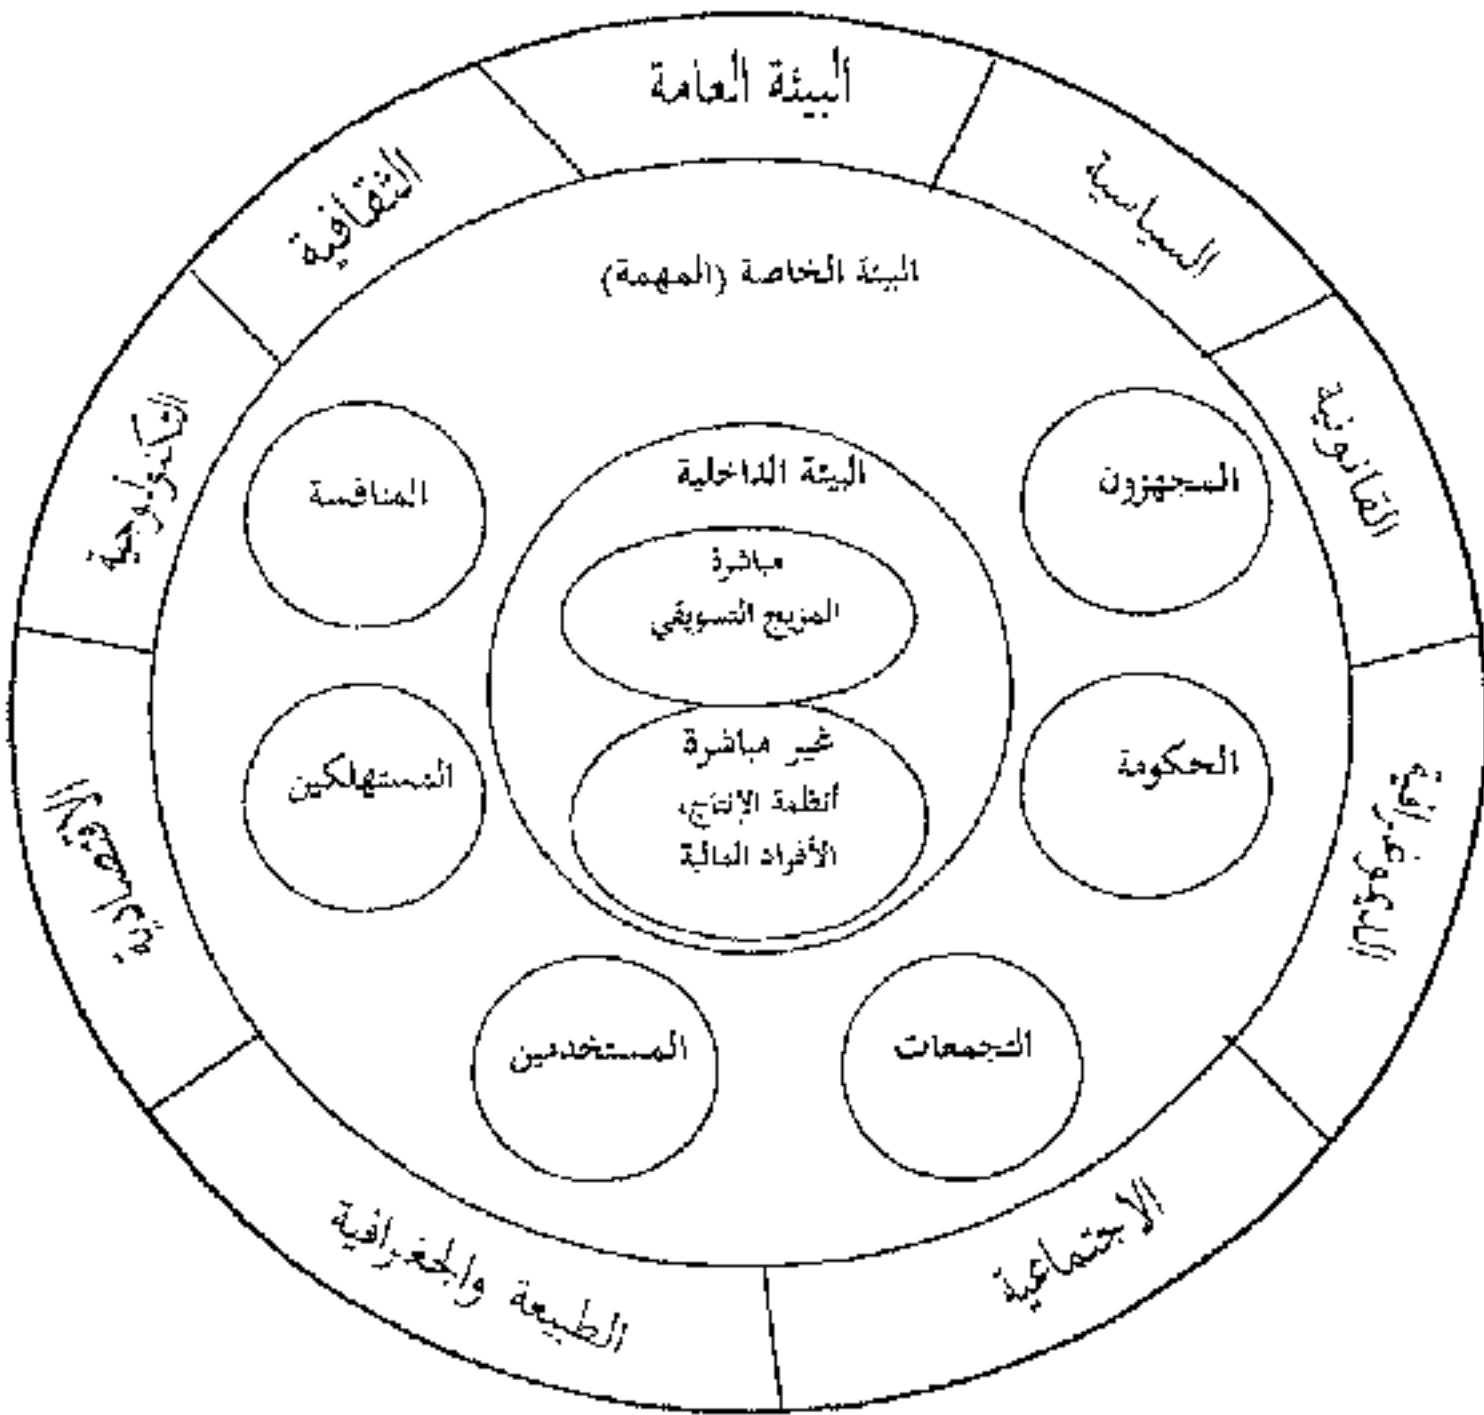 البيئة العامة
السياسية
القانونية
الديموغرافية
الاجتماعية
الطبيعة والجغرافية
الاقتصادية
التكنولوجية
الثقافية
البيئة الخاصة (المهمة)
المجهزون
الحكومة
التجمعات
المستخدمين
المستهلكين
المنافسة
البيئة الداخلية
مباشرة
المزيج التسويقي
غير مباشرة
أنظمة الإنتاج،
الأفراد المالية